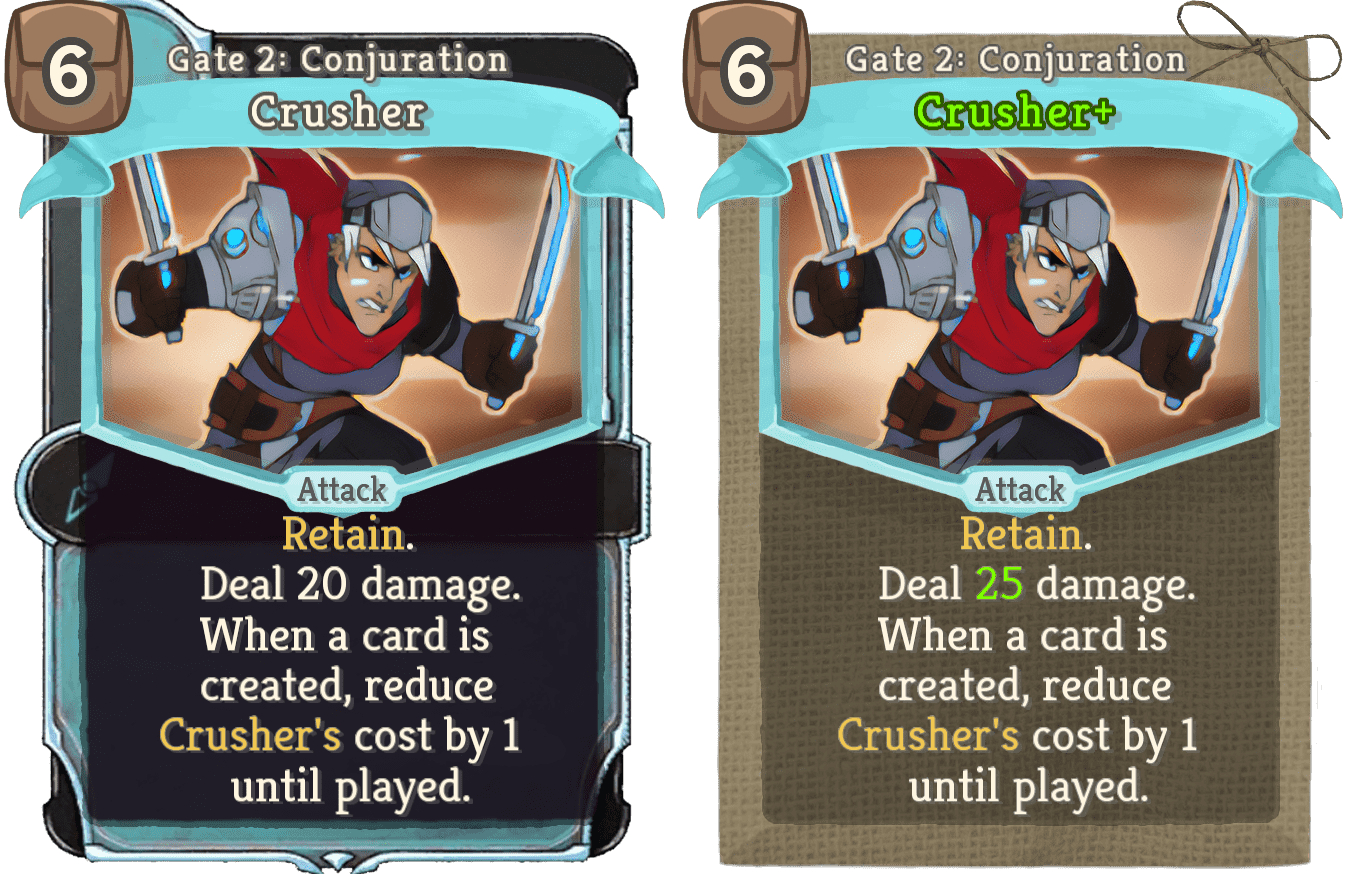 6
Gate 2: Conjuration
Crusher
Attack
Retain.
Deal 20 damage.
When a card is
created, reduce
Crusher's cost by 1
until played.
6
Gate 2: Conjuration
Crusher+
Attack
Retain.
Deal 25 damage.
When a card is
created, reduce
Crusher's cost by 1
until played.